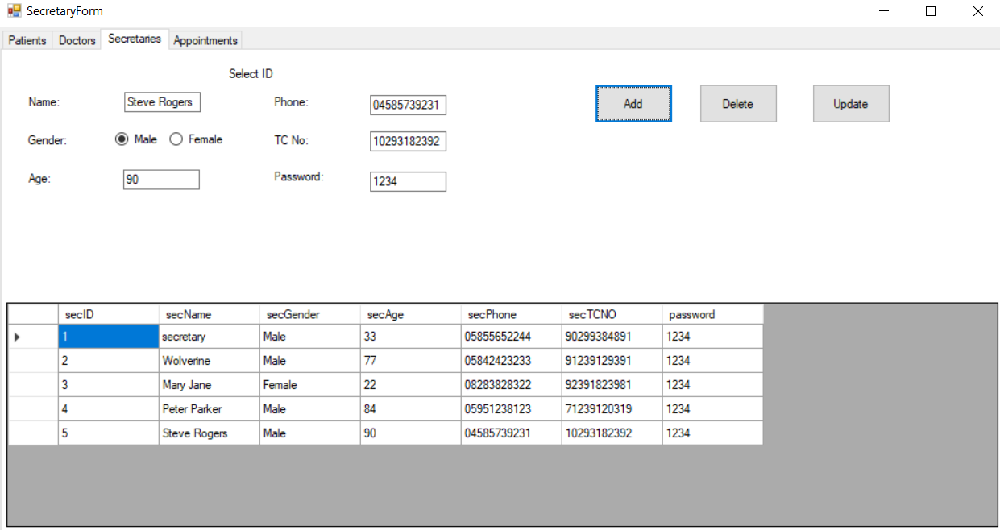 SecretaryForm
Patients Doctors Secretaries Appointments
Select ID
Name: Steve Rogers Phone: 04585739231 Add Delete Update
Gender: Male Female TC No: 10293182392
Age: 90 Password: 1234
secID secName secGender secAge secPhone secTCNO password
1 secretary Male 33 05855652244 90299384891 1234
2 Wolverine Male 77 05842423233 91239129391 1234
3 Mary Jane Female 22 08283828322 92391823981 1234
4 Peter Parker Male 84 05951238123 71239120319 1234
5 Steve Rogers Male 90 04585739231 10293182392 1234